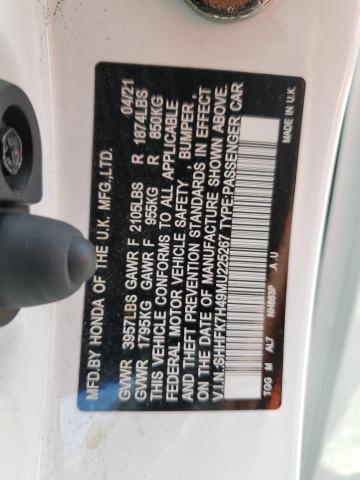 MFD.BY HONDA OF THE U.K. MFG.,LTD. 04/21
GVWR 3957LBS GAWR F 2105LBS R 1874LBS
GVWR 1795KG GAWR F 955KG R 850KG
THIS VEHICLE CONFORMS TO ALL APPLICABLE
FEDERAL MOTOR VEHICLE SAFETY , BUMPER ,
AND THEFT PREVENTION STANDARDS IN EFFECT
ON THE DATE OF MANUFACTURE SHOWN ABOVE.
V.I.N.:SHHFK7H49MU225267 TYPE:PASSENGER CAR
NH883P A U MADE IN U.K.
TGG M ALY